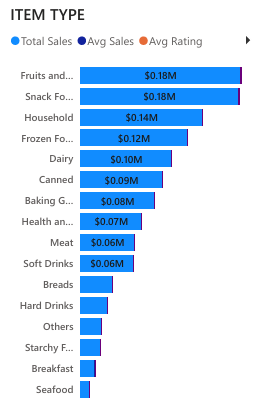 ITEM TYPE
Total Sales Avg Sales Avg Rating
Fruits and... $0.18M
Snack Fo... $0.18M
Household $0.14M
Frozen Fo... $0.12M
Dairy $0.10M
Canned $0.09M
Baking G... $0.08M
Health an... $0.07M
Meat $0.06M
Soft Drinks $0.06M
Breads
Hard Drinks
Others
Starchy F...
Breakfast
Seafood